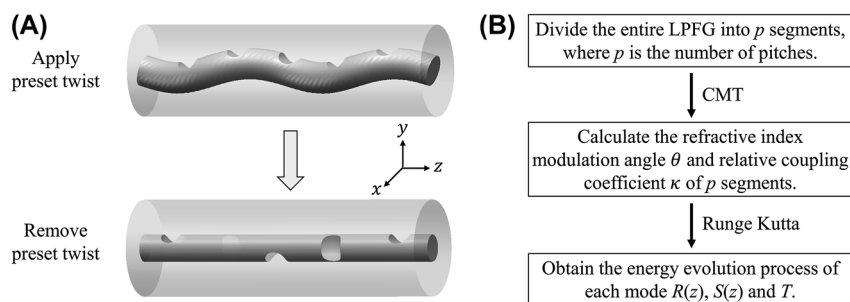 (A)
Apply
preset twist
y
z
x
Remove
preset twist
(B)
Divide the entire LPFG into p segments,
where p is the number of pitches.
CMT
Calculate the refractive index
modulation angle θ and relative coupling
coefficient κ of p segments.
Runge Kutta
Obtain the energy evolution process of
each mode R(z), S(z) and T.